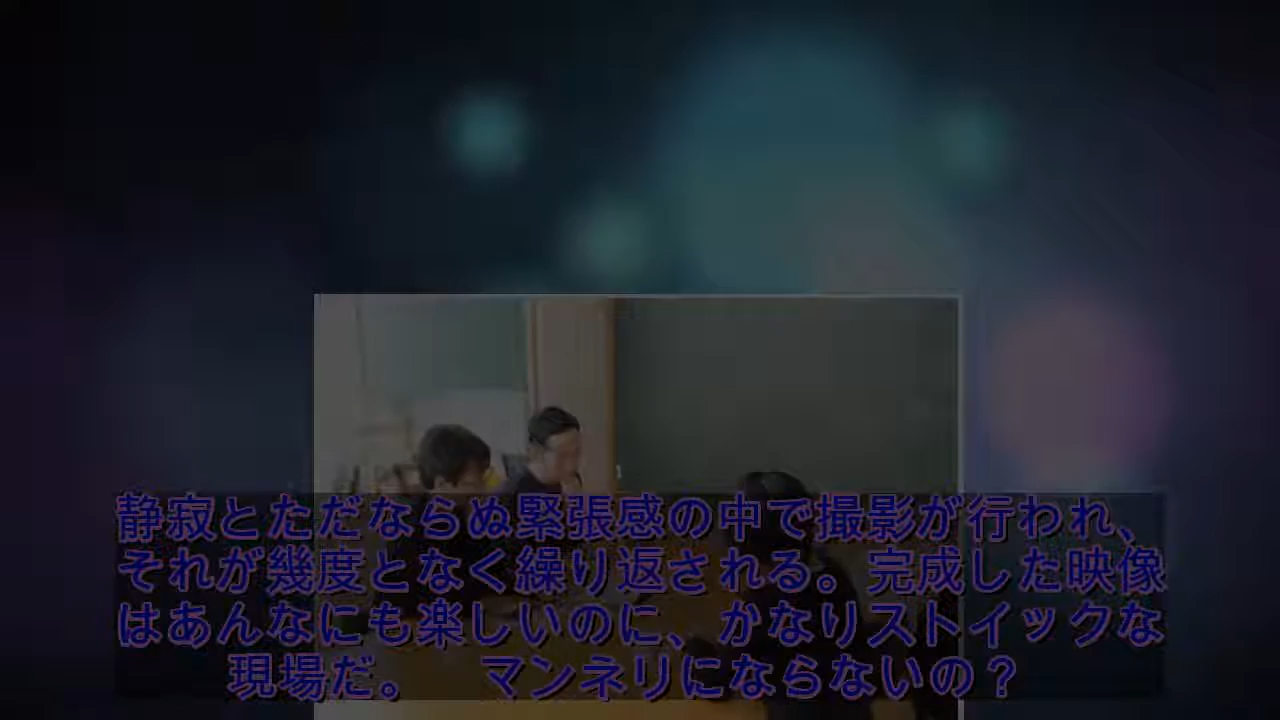 静寂とただならぬ緊張感の中で撮影が行われ、
それが幾度となく繰り返される。完成した映像
はあんなにも楽しいのに、かなりストイックな
現場だ。　マンネリにならないの？